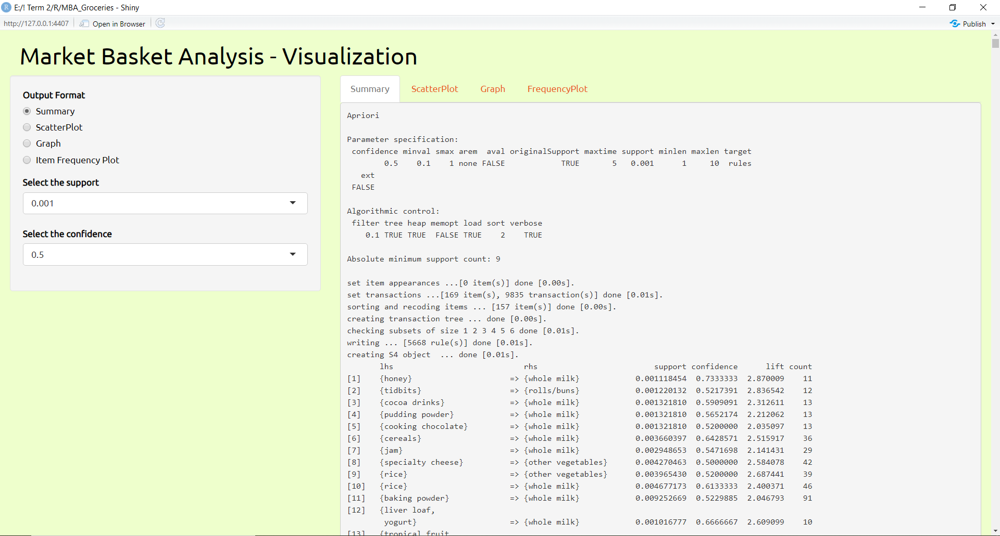 E:/! Term 2/R/MBA_Groceries - Shiny
http://127.0.0.1:4407 Open in Browser Publish
Market Basket Analysis - Visualization
Output Format
Summary
ScatterPlot
Graph
Item Frequency Plot
Select the support
0.001
Select the confidence
0.5
Summary ScatterPlot Graph FrequencyPlot
Apriori
Parameter specification:
confidence minval smax arem aval originalSupport maxtime support minlen maxlen target
0.5 0.1 1 none FALSE TRUE 5 0.001 1 10 rules
ext
FALSE
Algorithmic control:
filter tree heap memopt load sort verbose
0.1 TRUE TRUE FALSE TRUE 2 TRUE
Absolute minimum support count: 9
set item appearances ...[0 item(s)] done [0.00s].
set transactions ...[169 item(s), 9835 transaction(s)] done [0.01s].
sorting and recoding items ... [157 item(s)] done [0.00s].
creating transaction tree ... done [0.00s].
checking subsets of size 1 2 3 4 5 6 done [0.01s].
writing ... [5668 rule(s)] done [0.01s].
creating S4 object ... done [0.01s].
lhs rhs support confidence lift count
[1] {honey} => {whole milk} 0.001118454 0.7333333 2.870009 11
[2] {tidbits} => {rolls/buns} 0.001220132 0.5217391 2.836542 12
[3] {cocoa drinks} => {whole milk} 0.001321810 0.5909091 2.312611 13
[4] {pudding powder} => {whole milk} 0.001321810 0.5652174 2.212062 13
[5] {cooking chocolate} => {whole milk} 0.001321810 0.5200000 2.035097 13
[6] {cereals} => {whole milk} 0.003660397 0.6428571 2.515917 36
[7] {jam} => {whole milk} 0.002948653 0.5471698 2.141431 29
[8] {specialty cheese} => {other vegetables} 0.004270463 0.5000000 2.584078 42
[9] {rice} => {other vegetables} 0.003965430 0.5200000 2.687441 39
[10] {rice} => {whole milk} 0.004677173 0.6133333 2.400371 46
[11] {baking powder} => {whole milk} 0.009252669 0.5229885 2.046793 91
[12] {liver loaf,
yogurt} => {whole milk} 0.001016777 0.6666667 2.609099 10
[13] {tropical fruit